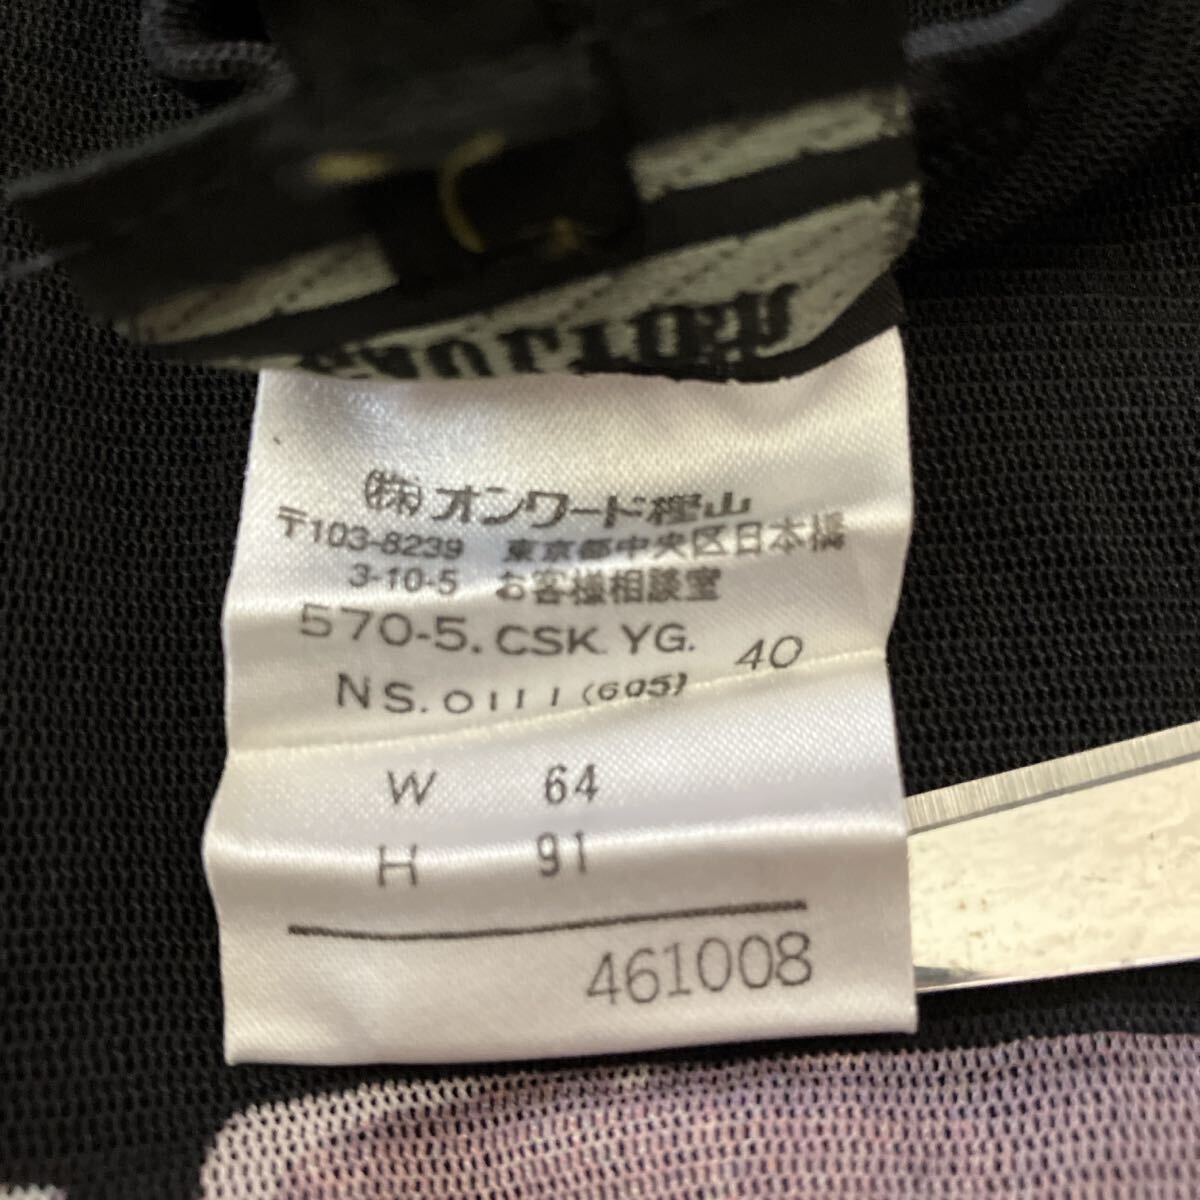 (株)オンワード樫山
〒103-8239 東京都中央区日本橋
3-10-5 お客様相談室
570-5. CSK. YG. 40
NS. 0111 (605)
W 64
H 91
461008